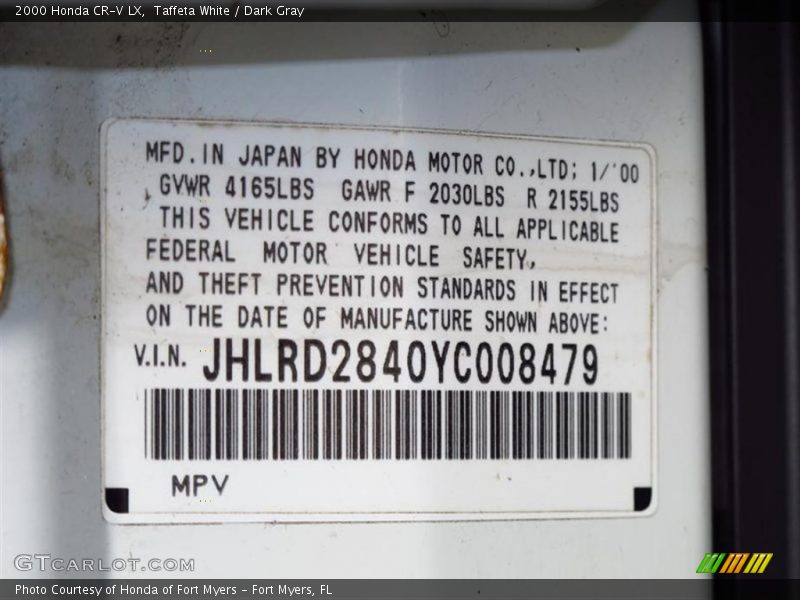 2000 Honda CR-V LX, Taffeta White / Dark Gray
MFD. IN JAPAN BY HONDA MOTOR CO.,LTD; 1/'00
GVWR 4165LBS GAWR F 2030LBS R 2155LBS
THIS VEHICLE CONFORMS TO ALL APPLICABLE
FEDERAL MOTOR VEHICLE SAFETY,
AND THEFT PREVENTION STANDARDS IN EFFECT
ON THE DATE OF MANUFACTURE SHOWN ABOVE:
V.I.N. JHLRD2840YC008479
MPV
GTCARLOT.COM
Photo Courtesy of Honda of Fort Myers - Fort Myers, FL